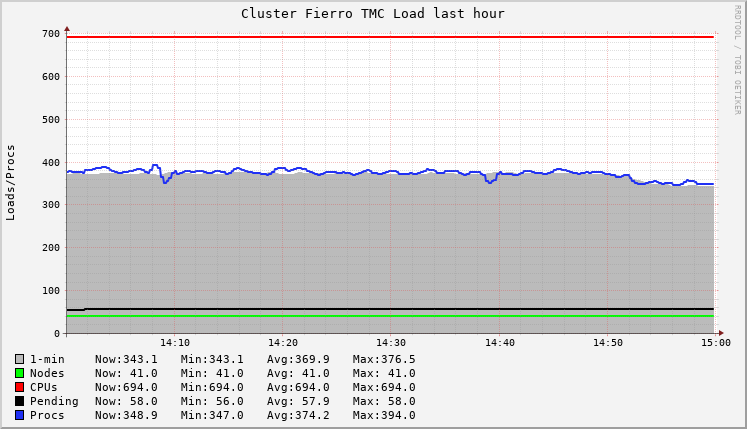 Cluster Fierro TMC Load last hour
RRDTOOL / TOBI OETIKER
Loads/Procs
700
600
500
400
300
200
100
0
14:10 14:20 14:30 14:40 14:50 15:00
1-min Now:343.1 Min:343.1 Avg:369.9 Max:376.5
Nodes Now: 41.0 Min: 41.0 Avg: 41.0 Max: 41.0
CPUs Now:694.0 Min:694.0 Avg:694.0 Max:694.0
Pending Now: 58.0 Min: 56.0 Avg: 57.9 Max: 58.0
Procs Now:348.9 Min:347.0 Avg:374.2 Max:394.0